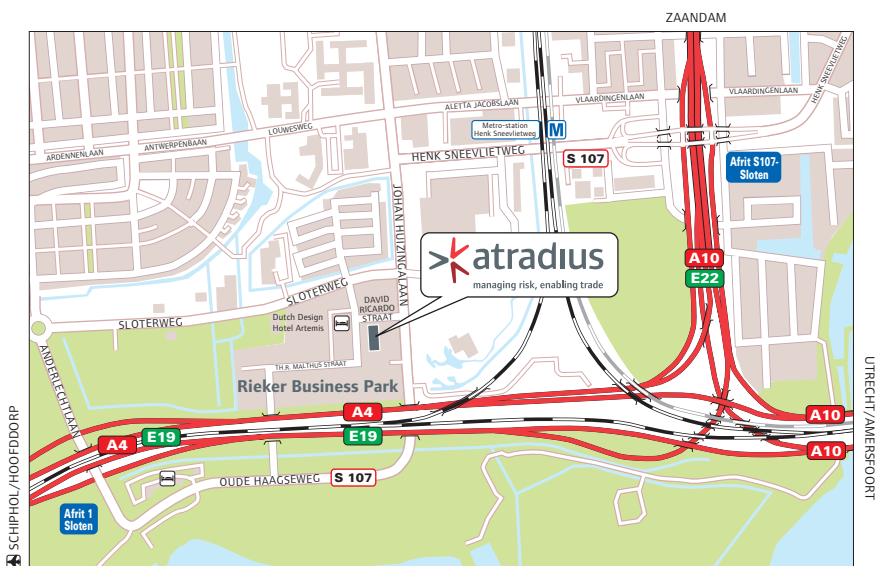 ZAANDAM
HENK SNEEVLIETWEG
VLAARDINGENLAAN
VLAARDINGENLAAN
ALETTA JACOBSLAAN
LOUWESWEG
ANTWERPENBAAN
ARDENNENLAAN
Metro-station
Henk Sneevlietweg
M
HENK SNEEVLIETWEG
S 107
Afrit S107-
Sloten
JOHAN HUIZINGALAAN
atradius
managing risk, enabling trade
A10
E22
SLOTERWEG
SLOTERWEG
DAVID
RICARDO
STRAAT
Dutch Design
Hotel Artemis
TH.R. MALTHUS STRAAT
Rieker Business Park
ANDERLECHTLAAN
A4
E19
A4
E19
A10
A10
OUDE HAAGSEWEG
S 107
Afrit 1
Sloten
SCHIPHOL/HOOFDDORP
UTRECHT/AMERSFOORT